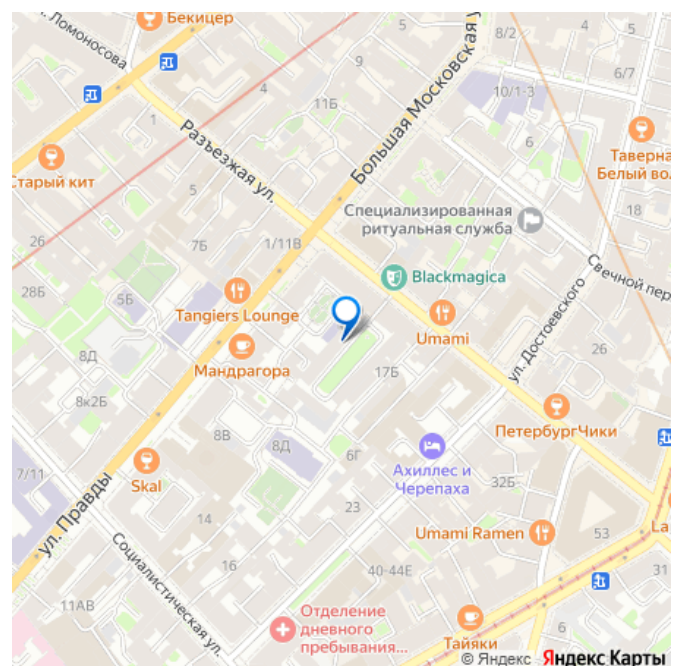 Бекицер
ул. Ломоносова
Большая Московская у
8/2
4
9
4
6/7
10/1-3
11Б
1
6
Разъезжая ул.
Таверна
Белый вол
Старый кит
5
18
Специализированная
ритуальная служба
26
7Б
1/11В
Свечной пер
Blackmagica
28Б
5Б
Tangiers Lounge
Umami
ул. Достоевского
26
8Д
Мандрагора
17Б
8к2Б
ПетербургЧики
8В
8Д
6Г
Ахиллес и
Черепаха
7/11
Skal
32Б
ул. Правды
23
14
Umami Ramen
53
La
Социалистическая ул.
16
40-44Е
31
11АВ
Отделение
дневного
пребывания...
6
Тайяки
© Яндекс Яндекс Карты